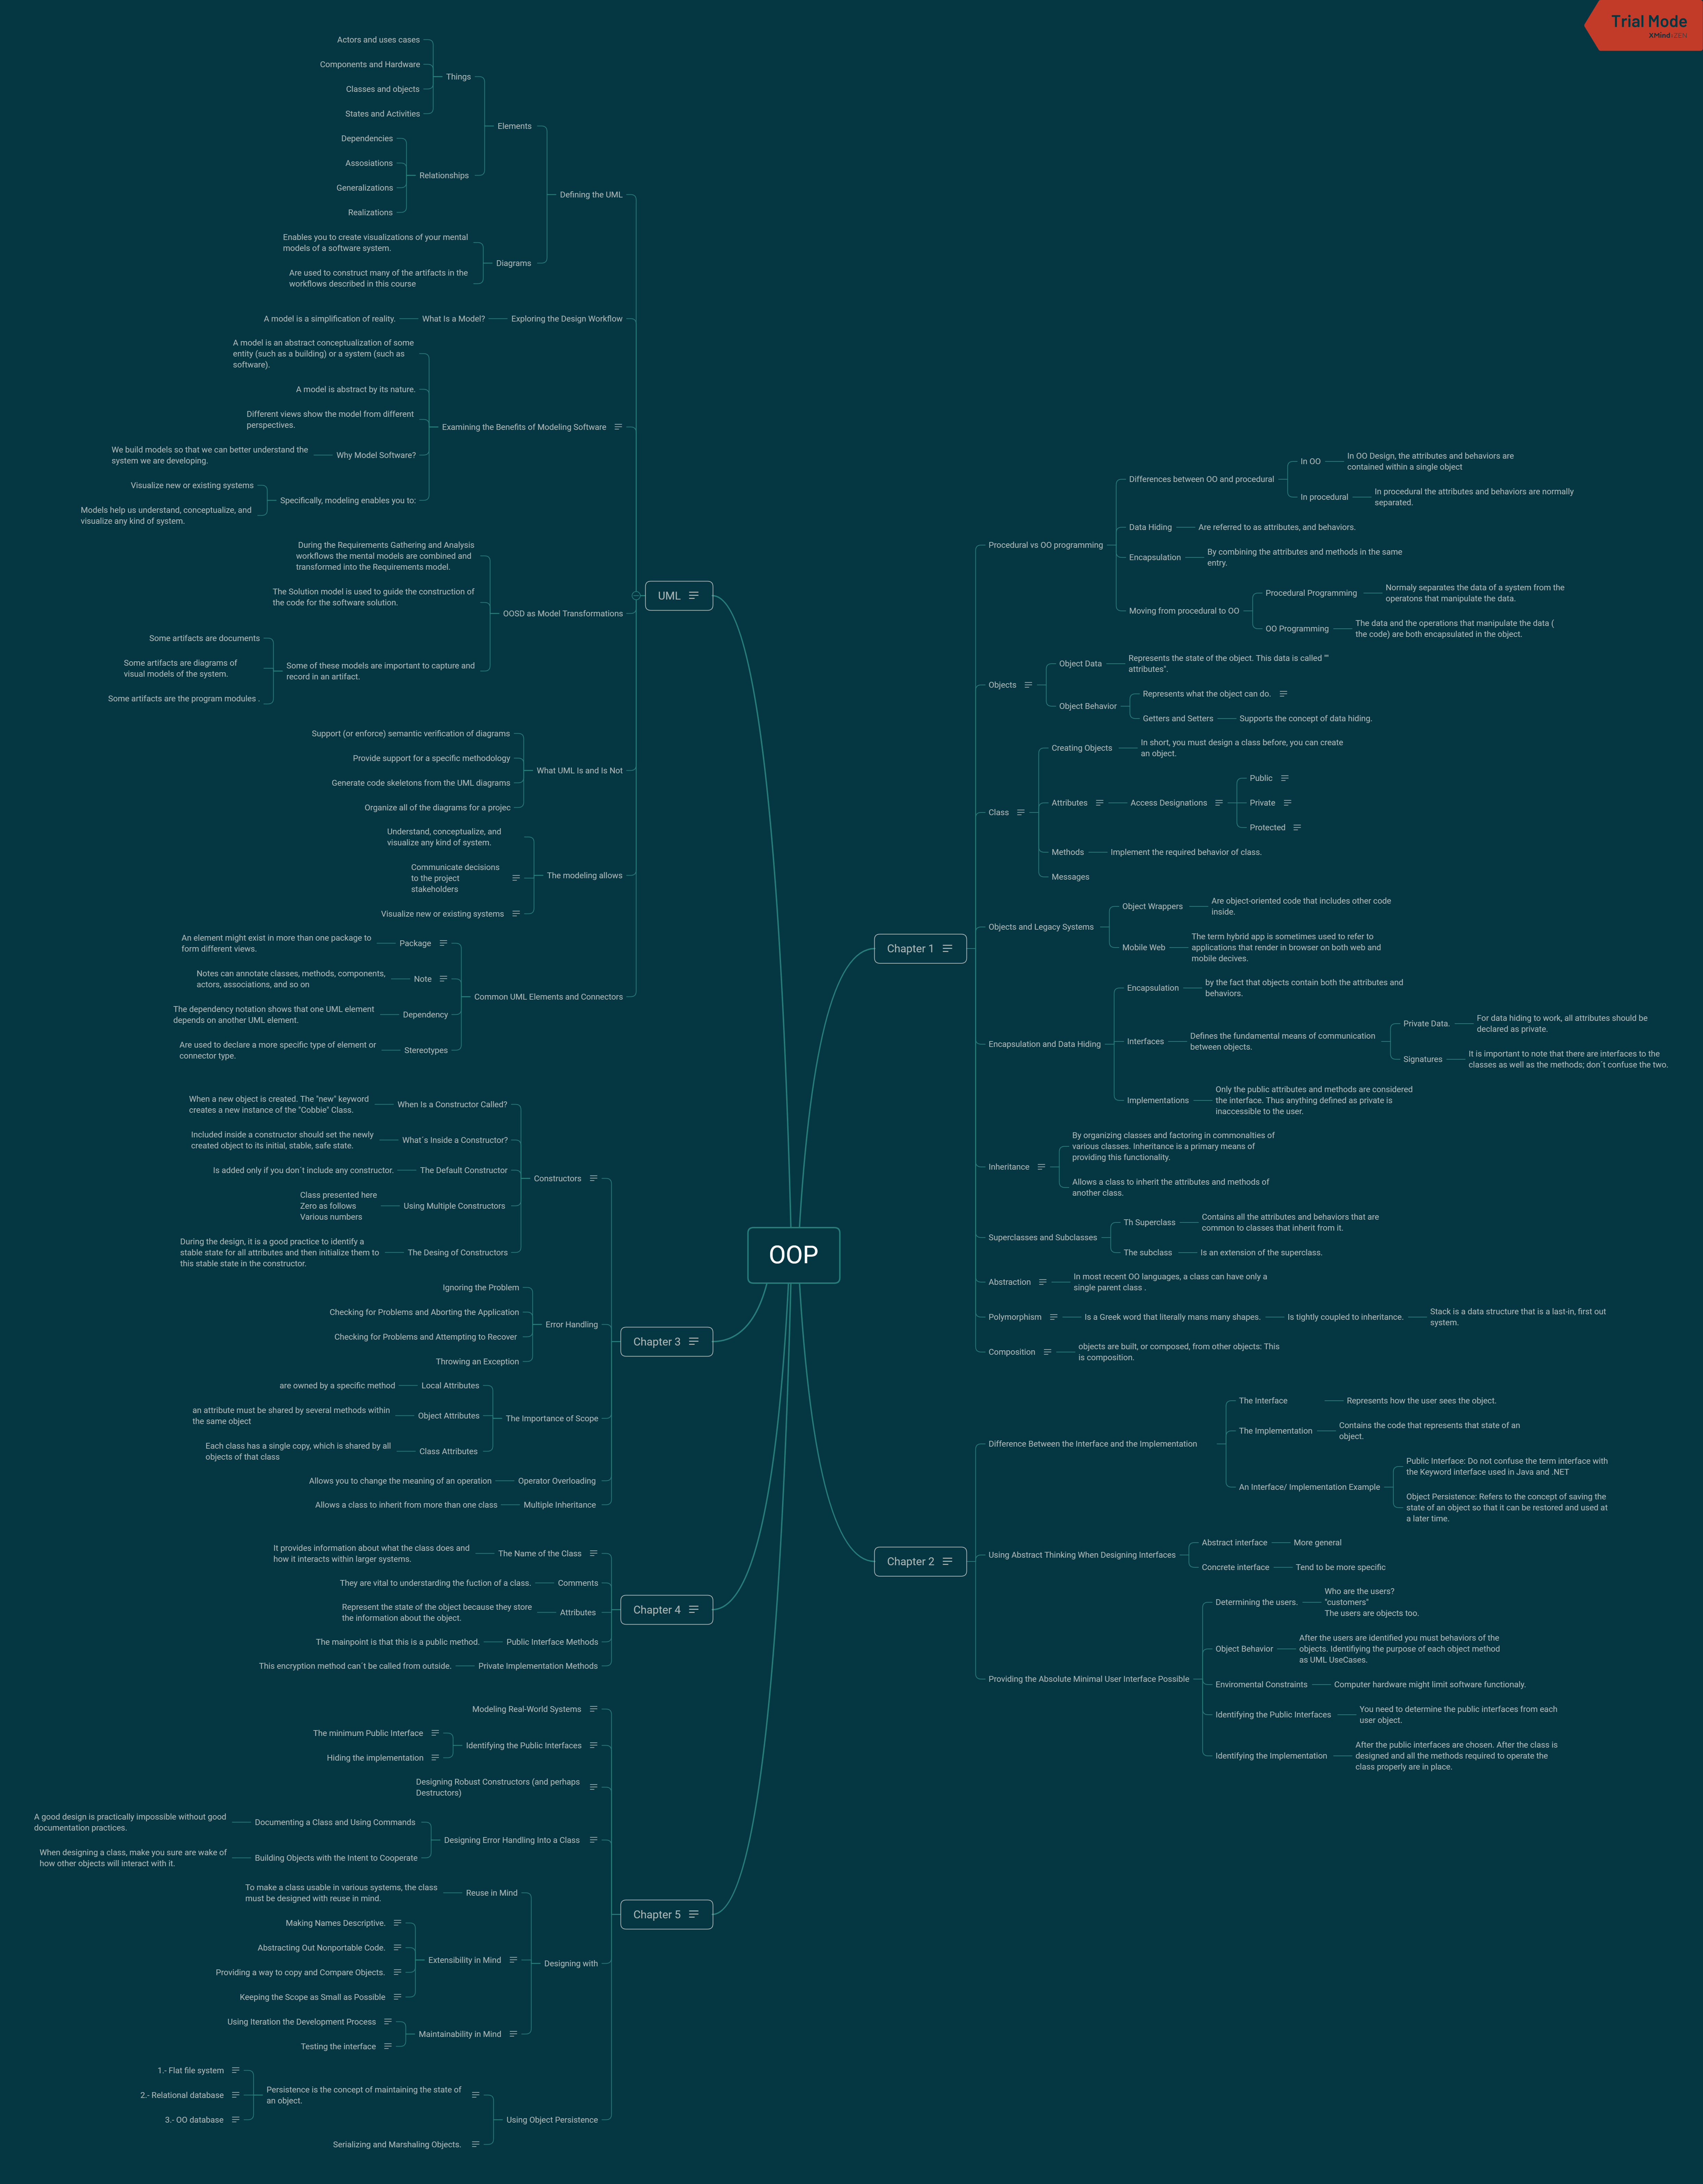 Trial Mode
XMind:ZEN
OOP
UML
Defining the UML
Elements
Things
Actors and uses cases
Components and Hardware
Classes and objects
States and Activities
Relationships
Dependencies
Assosiations
Generalizations
Realizations
Diagrams
Enables you to create visualizations of your mental
models of a software system.
Are used to construct many of the artifacts in the
workflows described in this course
Exploring the Design Workflow
What Is a Model?
A model is a simplification of reality.
Examining the Benefits of Modeling Software
A model is an abstract conceptualization of some
entity (such as a building) or a system (such as
software).
A model is abstract by its nature.
Different views show the model from different
perspectives.
Why Model Software?
We build models so that we can better understand the
system we are developing.
Specifically, modeling enables you to:
Visualize new or existing systems
Models help us understand, conceptualize, and
visualize any kind of system.
OOSD as Model Transformations
During the Requirements Gathering and Analysis
workflows the mental models are combined and
transformed into the Requirements model.
The Solution model is used to guide the construction of
the code for the software solution.
Some of these models are important to capture and
record in an artifact.
Some artifacts are documents
Some artifacts are diagrams of
visual models of the system.
Some artifacts are the program modules .
What UML Is and Is Not
Support (or enforce) semantic verification of diagrams
Provide support for a specific methodology
Generate code skeletons from the UML diagrams
Organize all of the diagrams for a projec
The modeling allows
Understand, conceptualize, and
visualize any kind of system.
Communicate decisions
to the project
stakeholders
Visualize new or existing systems
Common UML Elements and Connectors
Package
An element might exist in more than one package to
form different views.
Note
Notes can annotate classes, methods, components,
actors, associations, and so on
Dependency
The dependency notation shows that one UML element
depends on another UML element.
Stereotypes
Are used to declare a more specific type of element or
connector type.
Chapter 3
Constructors
When Is a Constructor Called?
When a new object is created. The "new" keyword
creates a new instance of the "Cobbie" Class.
What´s Inside a Constructor?
Included inside a constructor should set the newly
created object to its initial, stable, safe state.
The Default Constructor
Is added only if you don´t include any constructor.
Using Multiple Constructors
Class presented here
Zero as follows
Various numbers
The Desing of Constructors
During the design, it is a good practice to identify a
stable state for all attributes and then initialize them to
this stable state in the constructor.
Error Handling
Ignoring the Problem
Checking for Problems and Aborting the Application
Checking for Problems and Attempting to Recover
Throwing an Exception
The Importance of Scope
Local Attributes
are owned by a specific method
Object Attributes
an attribute must be shared by several methods within
the same object
Class Attributes
Each class has a single copy, which is shared by all
objects of that class
Operator Overloading
Allows you to change the meaning of an operation
Multiple Inheritance
Allows a class to inherit from more than one class
Chapter 4
The Name of the Class
It provides information about what the class does and
how it interacts within larger systems.
Comments
They are vital to understanding the fuction of a class.
Attributes
Represent the state of the object because they store
the information about the object.
Public Interface Methods
The mainpoint is that this is a public method.
Private Implementation Methods
This encryption method can´t be called from outside.
Chapter 5
Modeling Real-World Systems
Identifying the Public Interfaces
The minimum Public Interface
Hiding the implementation
Designing Robust Constructors (and perhaps
Destructors)
Designing Error Handling Into a Class
Documenting a Class and Using Commands
A good design is practically impossible without good
documentation practices.
Building Objects with the Intent to Cooperate
When designing a class, make you sure are wake of
how other objects will interact with it.
Designing with
Reuse in Mind
To make a class usable in various systems, the class
must be designed with reuse in mind.
Extensibility in Mind
Making Names Descriptive.
Abstracting Out Nonportable Code.
Providing a way to copy and Compare Objects.
Keeping the Scope as Small as Possible
Maintainability in Mind
Using Iteration the Development Process
Testing the interface
Using Object Persistence
Persistence is the concept of maintaining the state of
an object.
1.- Flat file system
2.- Relational database
3.- OO database
Serializing and Marshaling Objects.
Chapter 1
Procedural vs OO programming
Differences between OO and procedural
In OO
In OO Design, the attributes and behaviors are
contained within a single object
In procedural
In procedural the attributes and behaviors are normally
separated.
Data Hiding
Are referred to as attributes, and behaviors.
Encapsulation
By combining the attributes and methods in the same
entry.
Moving from procedural to OO
Procedural Programming
Normaly separates the data of a system from the
operatons that manipulate the data.
OO Programming
The data and the operations that manipulate the data (
the code) are both encapsulated in the object.
Objects
Object Data
Represents the state of the object. This data is called ""
attributes".
Object Behavior
Represents what the object can do.
Getters and Setters
Supports the concept of data hiding.
Class
Creating Objects
In short, you must design a class before, you can create
an object.
Attributes
Access Designations
Public
Private
Protected
Methods
Implement the required behavior of class.
Messages
Objects and Legacy Systems
Object Wrappers
Are object-oriented code that includes other code
inside.
Mobile Web
The term hybrid app is sometimes used to refer to
applications that render in browser on both web and
mobile decives.
Encapsulation and Data Hiding
Encapsulation
by the fact that objects contain both the attributes and
behaviors.
Interfaces
Defines the fundamental means of communication
between objects.
Private Data.
For data hiding to work, all attributes should be
declared as private.
Signatures
It is important to note that there are interfaces to the
classes as well as the methods; don´t confuse the two.
Implementations
Only the public attributes and methods are considered
the interface. Thus anything defined as private is
inaccessible to the user.
Inheritance
By organizing classes and factoring in commonalties of
various classes. Inheritance is a primary means of
providing this functionality.
Allows a class to inherit the attributes and methods of
another class.
Superclasses and Subclasses
Th Superclass
Contains all the attributes and behaviors that are
common to classes that inherit from it.
The subclass
Is an extension of the superclass.
Abstraction
In most recent OO languages, a class can have only a
single parent class .
Polymorphism
Is a Greek word that literally mans many shapes.
Is tightly coupled to inheritance.
Stack is a data structure that is a last-in, first out
system.
Composition
objects are built, or composed, from other objects: This
is composition.
Chapter 2
Difference Between the Interface and the Implementation
The Interface
Represents how the user sees the object.
The Implementation
Contains the code that represents that state of an
object.
An Interface/ Implementation Example
Public Interface: Do not confuse the term interface with
the Keyword interface used in Java and .NET
Object Persistence: Refers to the concept of saving the
state of an object so that it can be restored and used at
a later time.
Using Abstract Thinking When Designing Interfaces
Abstract interface
More general
Concrete interface
Tend to be more specific
Providing the Absolute Minimal User Interface Possible
Determining the users.
Who are the users?
"customers"
The users are objects too.
Object Behavior
After the users are identified you must behaviors of the
objects. Identifiying the purpose of each object method
as UML UseCases.
Enviromental Constraints
Computer hardware might limit software functionaly.
Identifying the Public Interfaces
You need to determine the public interfaces from each
user object.
Identifying the Implementation
After the public interfaces are chosen. After the class is
designed and all the methods required to operate the
class properly are in place.